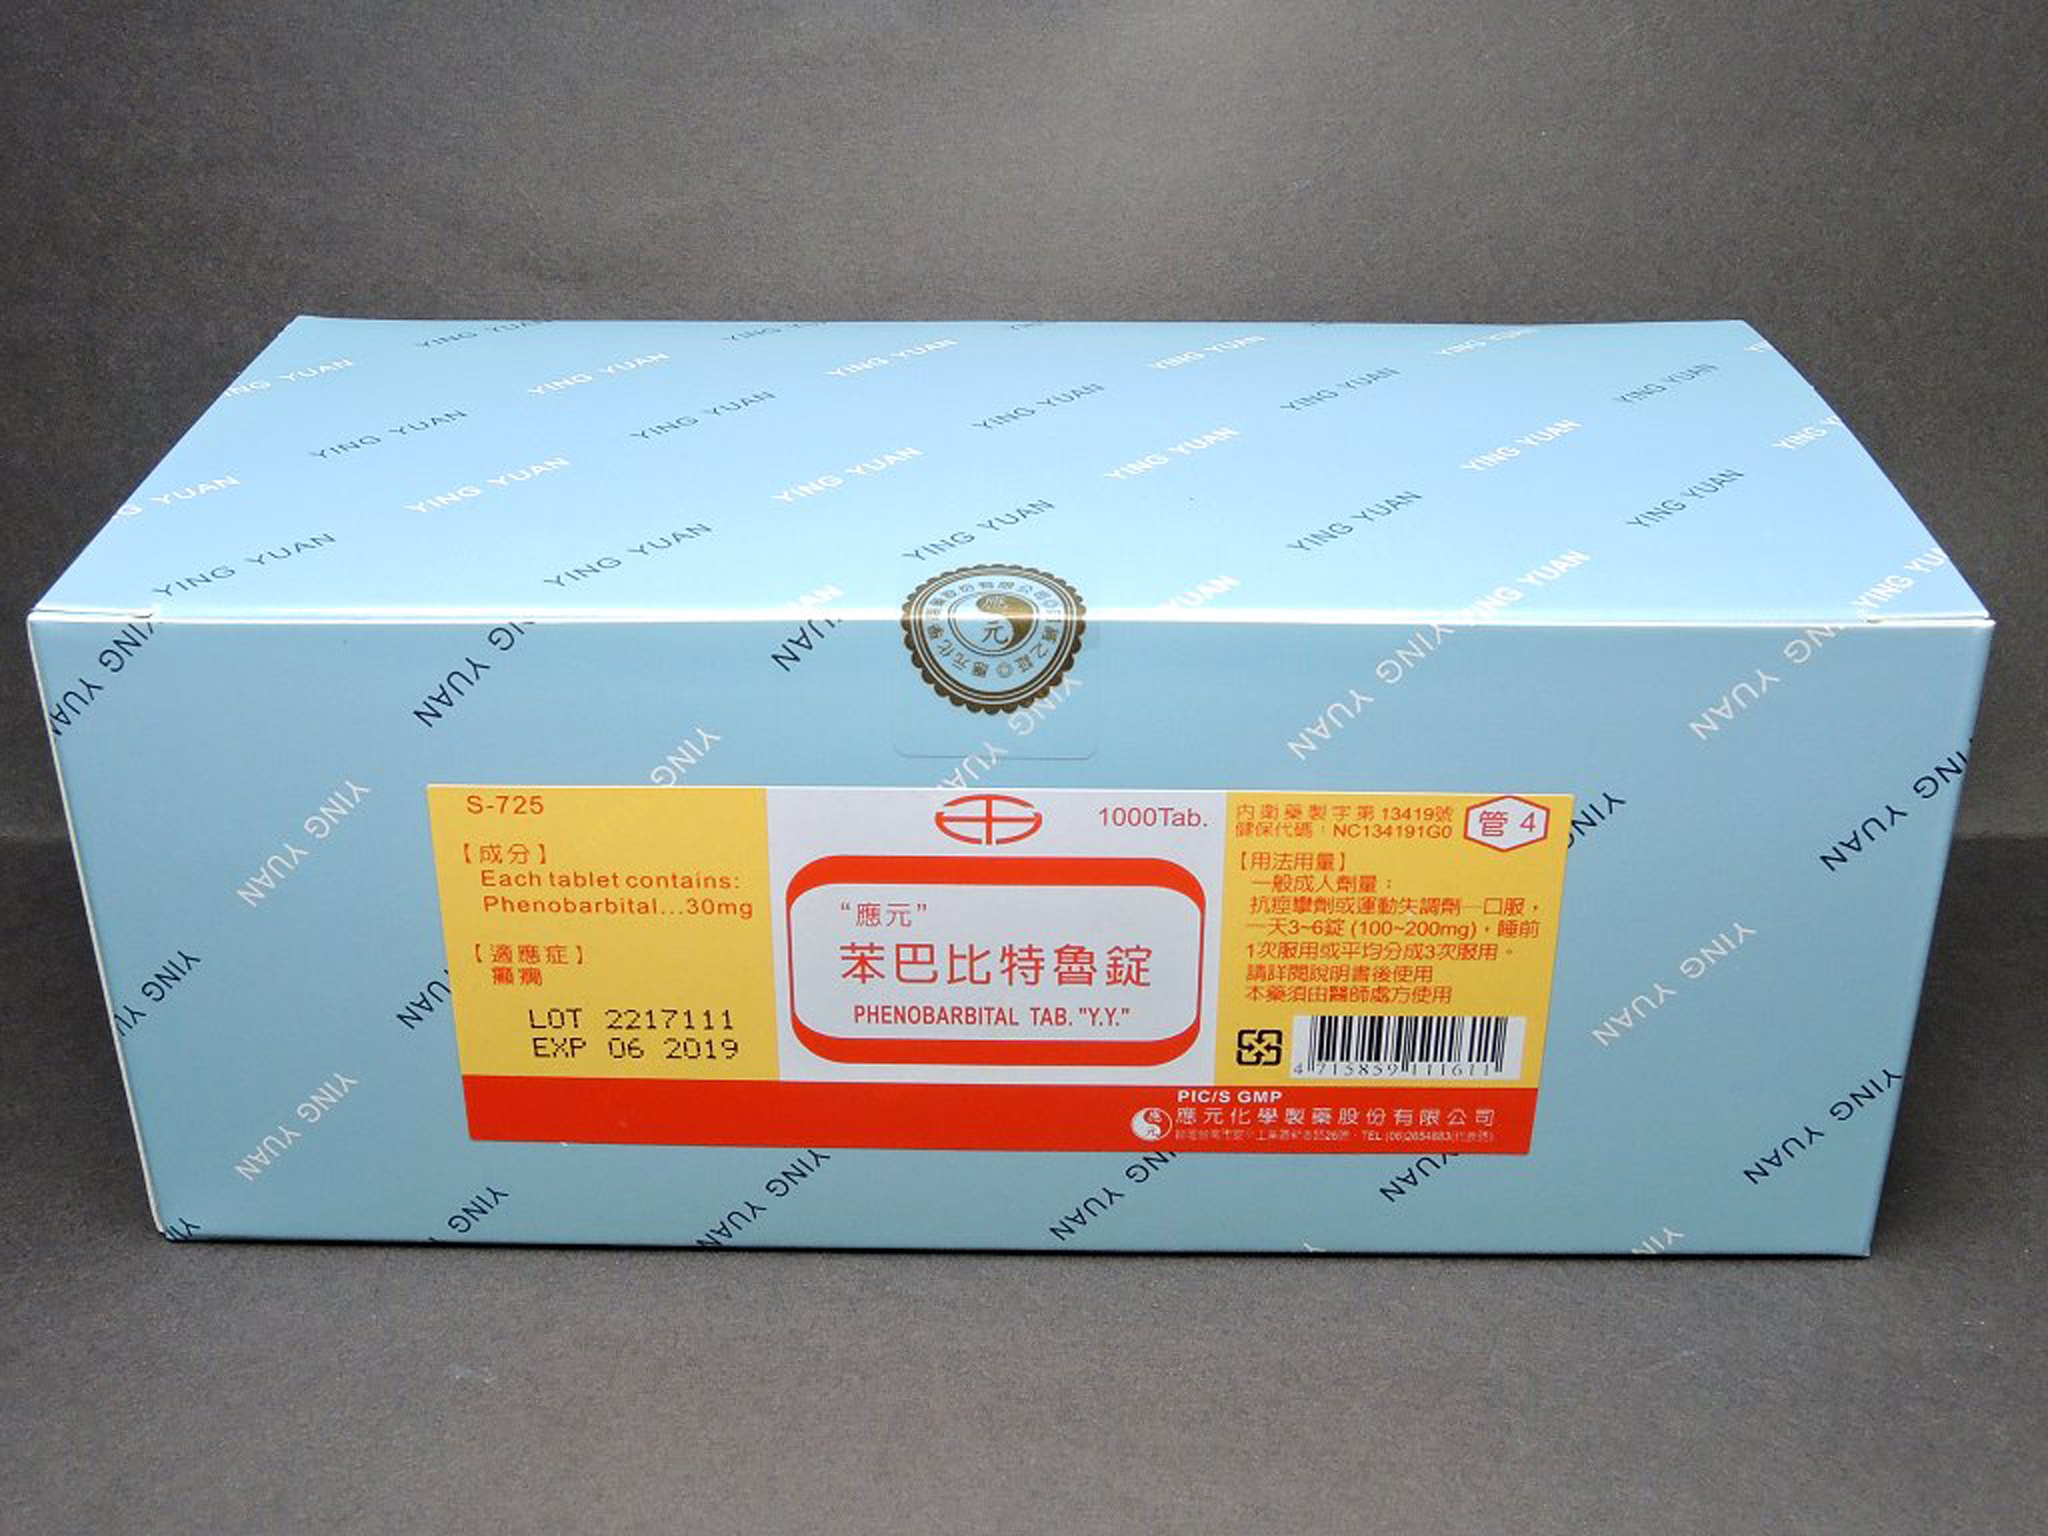 YING YUAN
應元
S-725
【成分】
Each tablet contains:
Phenobarbital...30mg
【適應症】
癲癇
LOT 2217111
EXP 06 2019
1000Tab.
“應元”
苯巴比特魯錠
PHENOBARBITAL TAB. "Y.Y."
內衛藥製字第13419號
健保代碼：NC134191G0
管4
【用法用量】
一般成人劑量：
抗痙攣劑或運動失調劑—口服，
一天3~6錠 (100~200mg)，睡前
1次服用或平均分成3次服用。
請詳閱說明書後使用
本藥須由醫師處方使用
4 715859 111611
PIC/S GMP
應元化學製藥股份有限公司